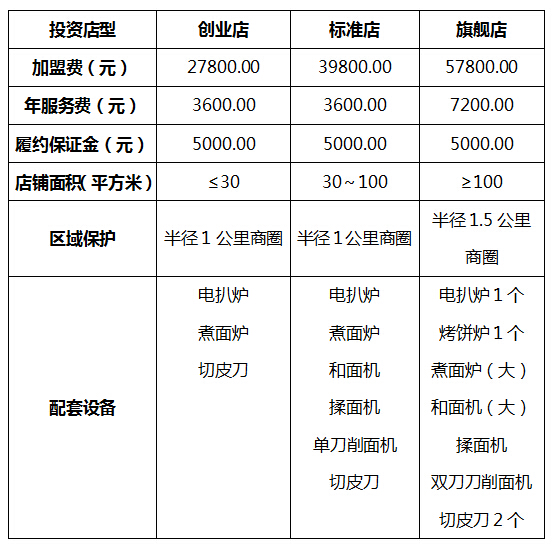 投资店型 创业店 标准店 旗舰店
加盟费（元） 27800.00 39800.00 57800.00
年服务费（元） 3600.00 3600.00 7200.00
履约保证金（元） 5000.00 5000.00 5000.00
店铺面积（平方米） ≤30 30~100 ≥100
区域保护 半径1公里商圈 半径1公里商圈 半径1.5公里
商圈
配套设备
电扒炉 电扒炉 电扒炉1个
煮面炉 煮面炉 烤饼炉1个
切皮刀 和面机 煮面炉（大）
揉面机 和面机（大）
单刀削面机 揉面机
切皮刀 双刀刀削面机
切皮刀2个